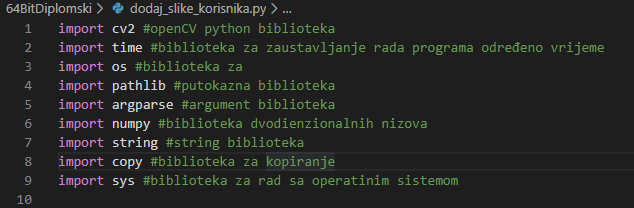 64BitDiplomski > dodaj_slike_korisnika.py > ...
1 import cv2 #openCV python biblioteka
2 import time #biblioteka za zaustavljanje rada programa određeno vrijeme
3 import os #biblioteka za
4 import pathlib #putokazna biblioteka
5 import argparse #argument biblioteka
6 import numpy #biblioteka dvodienzionalnih nizova
7 import string #string biblioteka
8 import copy #biblioteka za kopiranje
9 import sys #biblioteka za rad sa operatinim sistemom
10